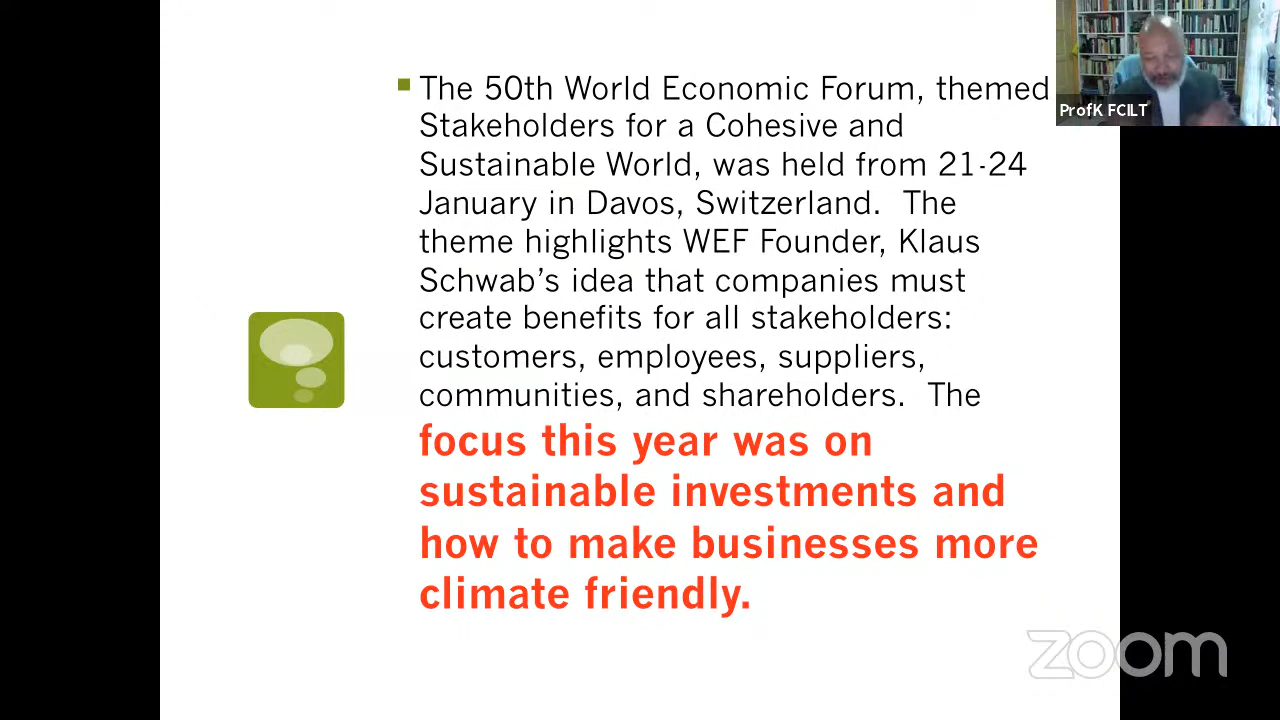 The 50th World Economic Forum, themed
Stakeholders for a Cohesive and
Sustainable World, was held from 21-24
January in Davos, Switzerland.  The
theme highlights WEF Founder, Klaus
Schwab’s idea that companies must
create benefits for all stakeholders:
customers, employees, suppliers,
communities, and shareholders.  The
focus this year was on
sustainable investments and
how to make businesses more
climate friendly.
ProfK FCILT
zoom